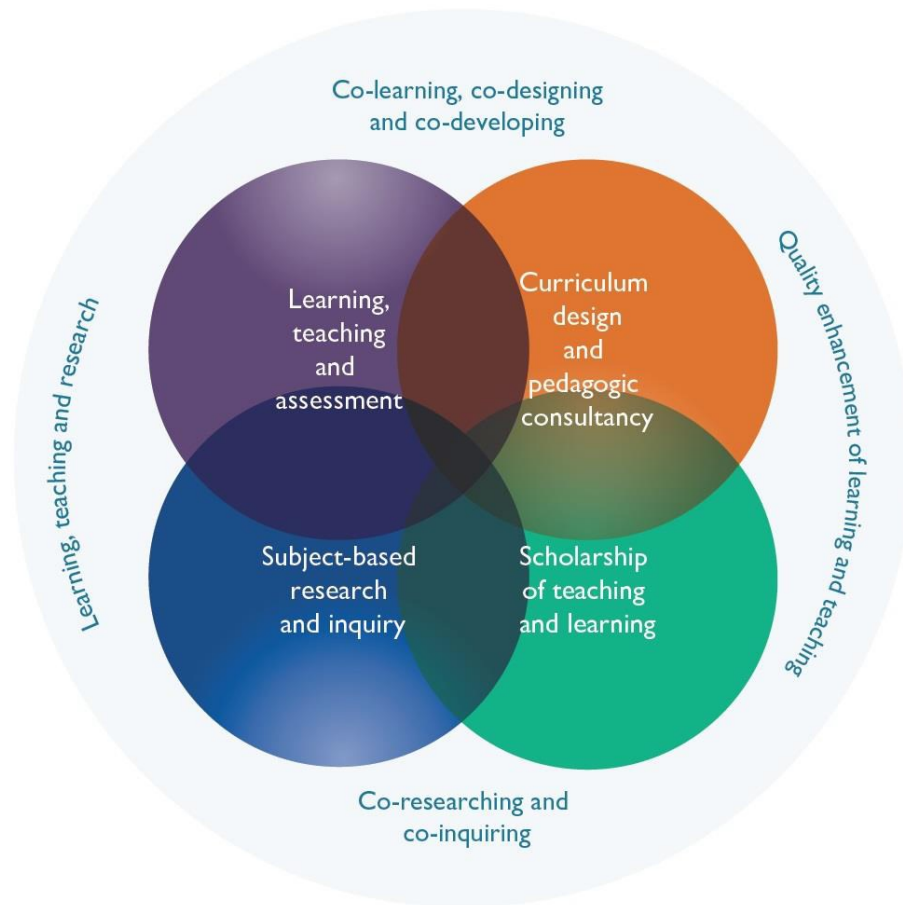 Co-learning, co-designing
and co-developing
Learning,
teaching
and
assessment
Curriculum
design
and
pedagogic
consultancy
Learning, teaching and research
Quality enhancement of learning and teaching
Subject-based
research
and inquiry
Scholarship
of teaching
and learning
Co-researching and
co-inquiring